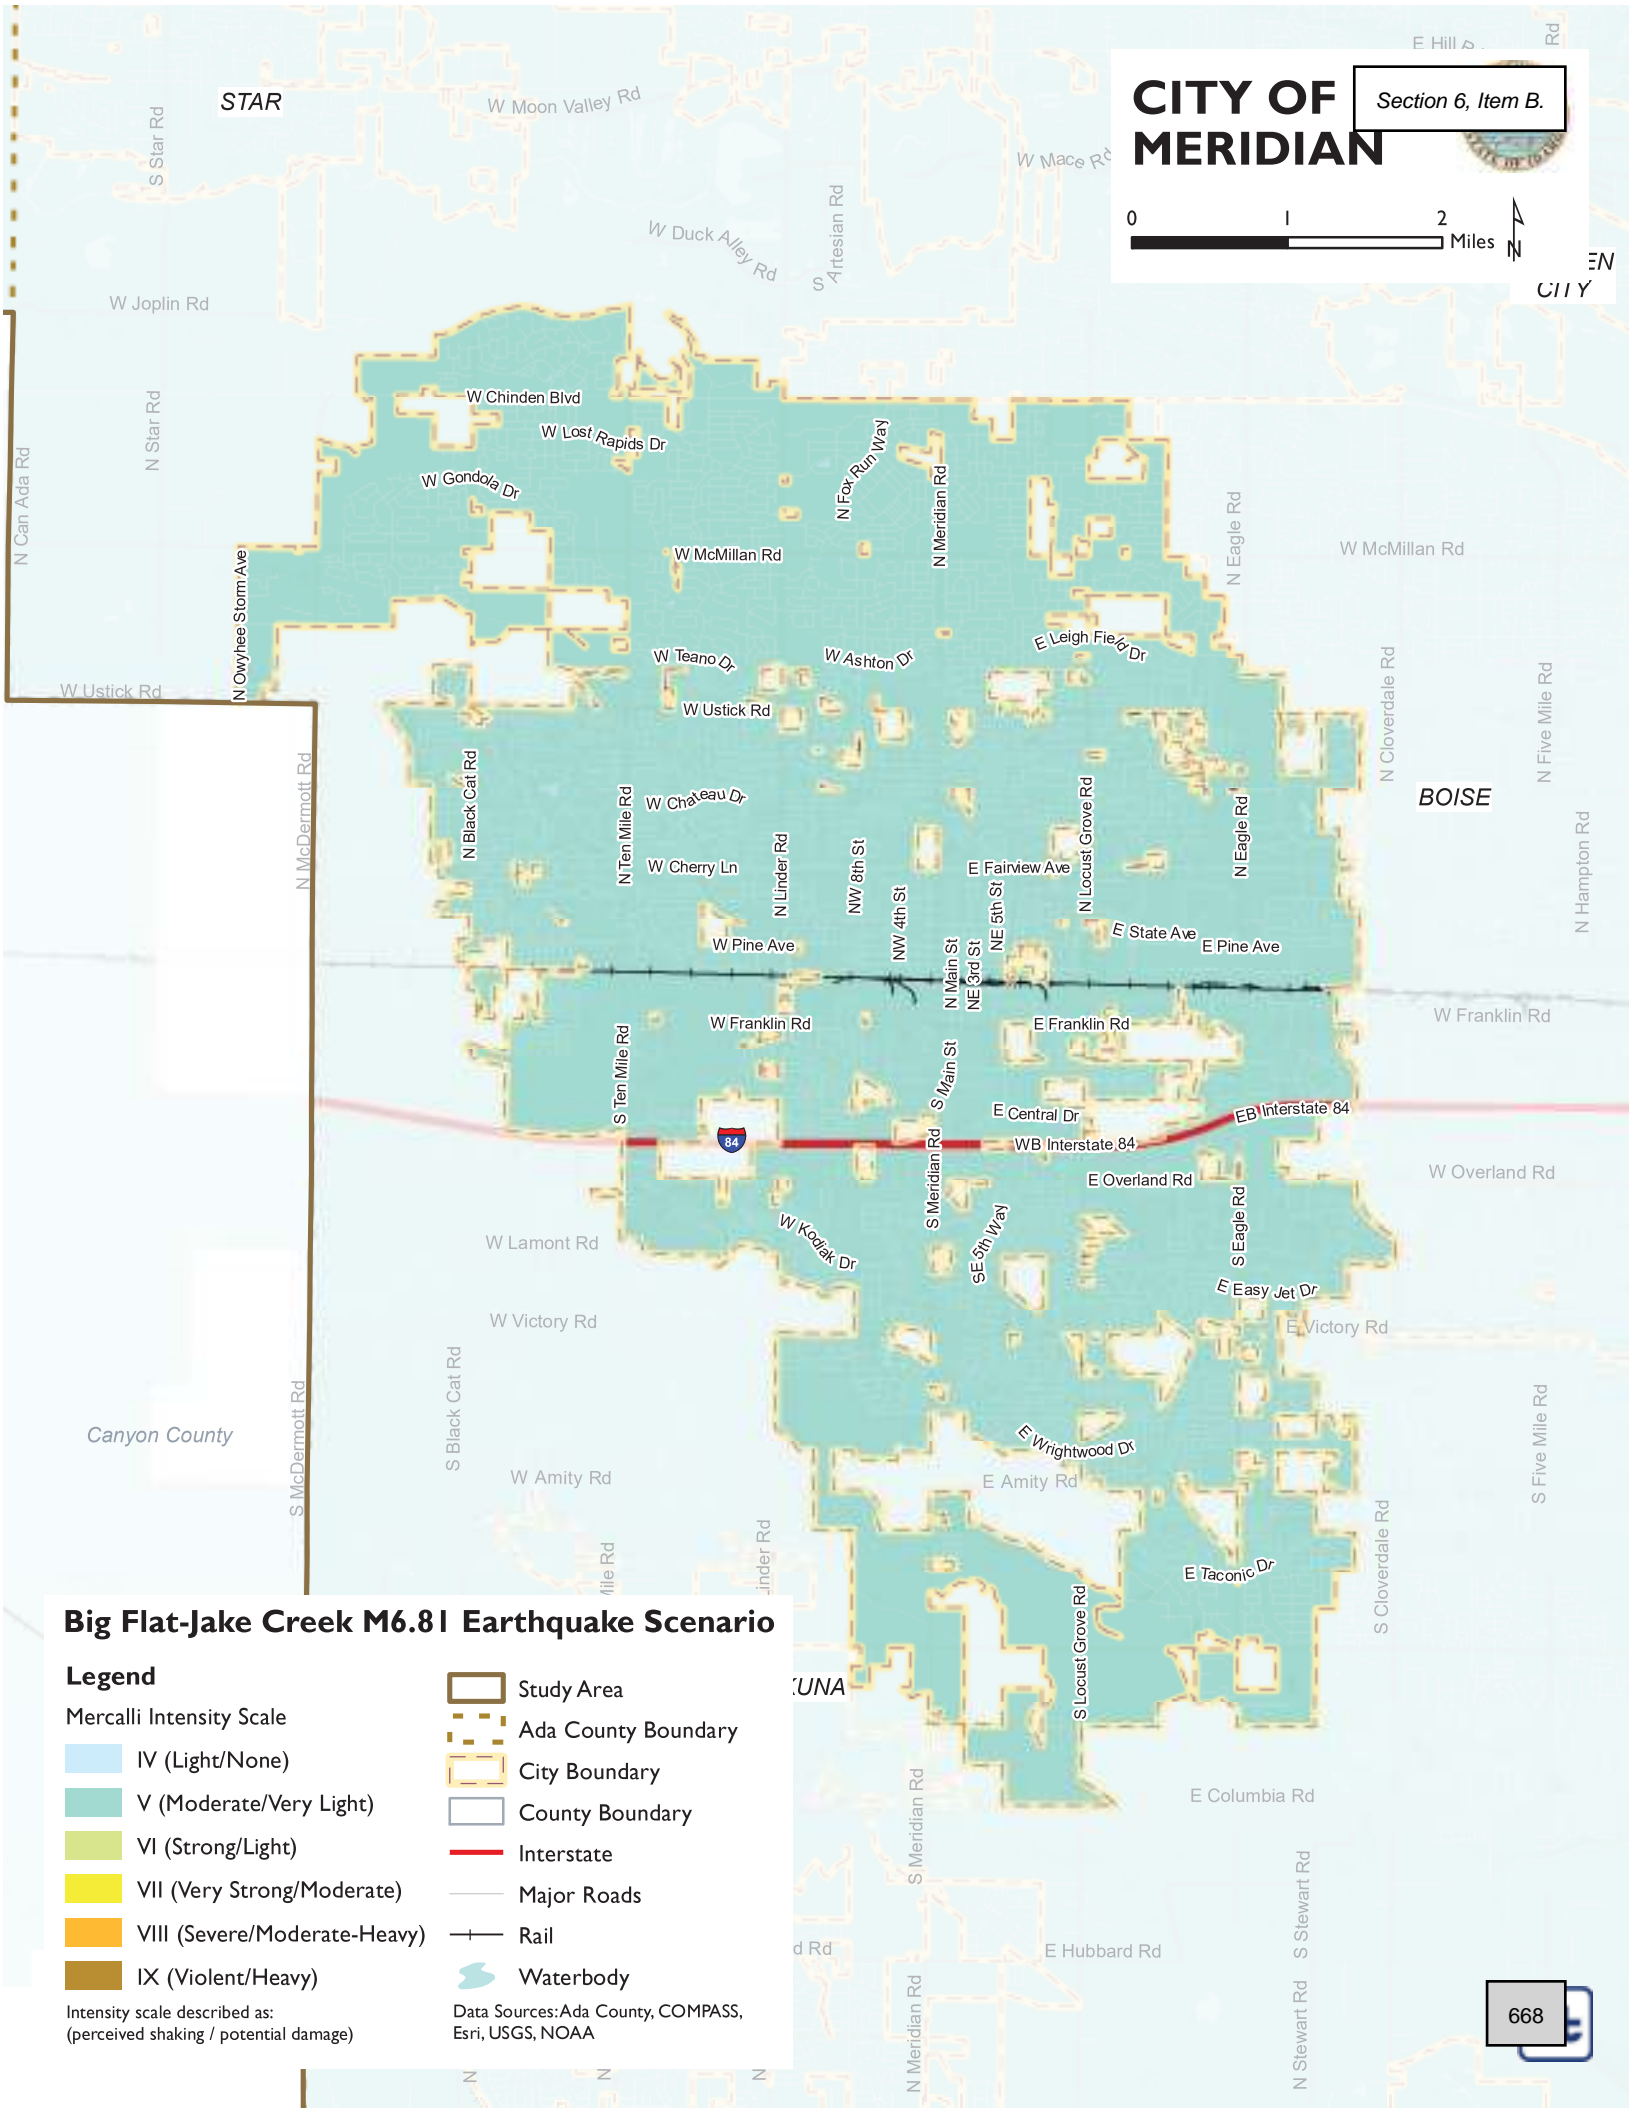 E Hill
Rd
STAR
W Moon Valley Rd
S Star Rd
W Mace Rd
CITY OF
MERIDIAN
Section 6, Item B.
STATE OF IDAHO
0 1 2
Miles
N
W Duck Alley Rd
S Artesian Rd
EN
CITY
W Joplin Rd
N Can Ada Rd
N Star Rd
W Chinden Blvd
W Lost Rapids Dr
W Gondola Dr
N Fox Run Way
N Meridian Rd
N Eagle Rd
W McMillan Rd
W McMillan Rd
N Owyhee Storm Ave
W Teano Dr
W Ashton Dr
E Leigh Field Dr
W Ustick Rd
W Ustick Rd
N Cloverdale Rd
N Five Mile Rd
N McDermott Rd
N Black Cat Rd
N Ten Mile Rd
W Chateau Dr
N Locust Grove Rd
N Eagle Rd
BOISE
W Cherry Ln
N Linder Rd
NW 8th St
NW 4th St
E Fairview Ave
NE 5th St
N Hampton Rd
W Pine Ave
N Main St
NE 3rd St
E State Ave
E Pine Ave
W Franklin Rd
E Franklin Rd
W Franklin Rd
S Ten Mile Rd
S Main St
E Central Dr
EB Interstate 84
84
WB Interstate 84
S Meridian Rd
E Overland Rd
W Overland Rd
W Lamont Rd
W Kodiak Dr
SE 5th Way
S Eagle Rd
E Easy Jet Dr
W Victory Rd
E Victory Rd
Canyon County
S McDermott Rd
S Black Cat Rd
E Wrightwood Dr
S Five Mile Rd
W Amity Rd
E Amity Rd
S Cloverdale Rd
Mile Rd
Linder Rd
E Taconic Dr
S Locust Grove Rd
KUNA
Big Flat-Jake Creek M6.81 Earthquake Scenario
Legend
Mercalli Intensity Scale
IV (Light/None)
V (Moderate/Very Light)
VI (Strong/Light)
VII (Very Strong/Moderate)
VIII (Severe/Moderate-Heavy)
IX (Violent/Heavy)
Intensity scale described as:
(perceived shaking / potential damage)
Study Area
Ada County Boundary
City Boundary
County Boundary
Interstate
Major Roads
Rail
Waterbody
Data Sources: Ada County, COMPASS,
Esri, USGS, NOAA
S Meridian Rd
E Columbia Rd
S Stewart Rd
d Rd
E Hubbard Rd
N Meridian Rd
N Stewart Rd
N
N
N
668